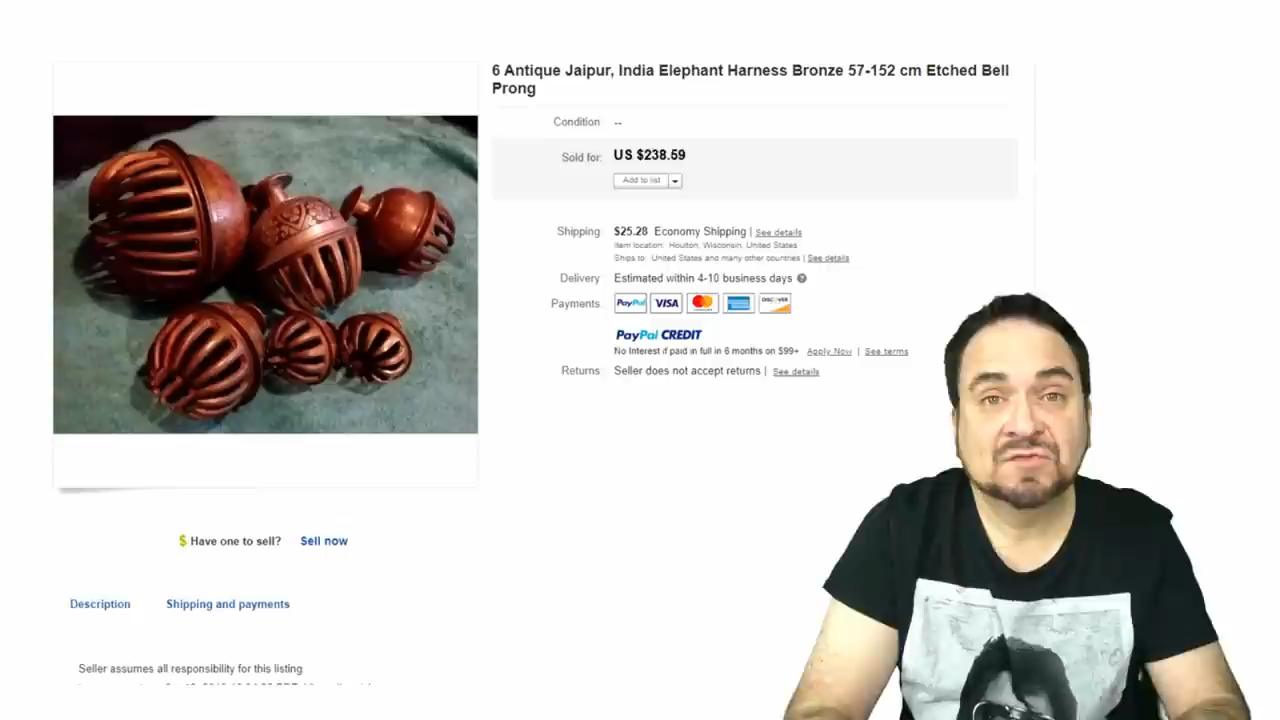 6 Antique Jaipur, India Elephant Harness Bronze 57-152 cm Etched Bell
Prong
Condition --
Sold for: US $238.59
Add to list
Shipping: $25.28 Economy Shipping | See details
Item location: Houlton, Wisconsin, United States
Ships to: United States and many other countries | See details
Delivery: Estimated within 4-10 business days
Payments: PayPal VISA DISCOVER
PayPal CREDIT
No Interest if paid in full in 6 months on $99+ Apply Now | See terms
Returns: Seller does not accept returns | See details
$ Have one to sell? Sell now
Description Shipping and payments
Seller assumes all responsibility for this listing